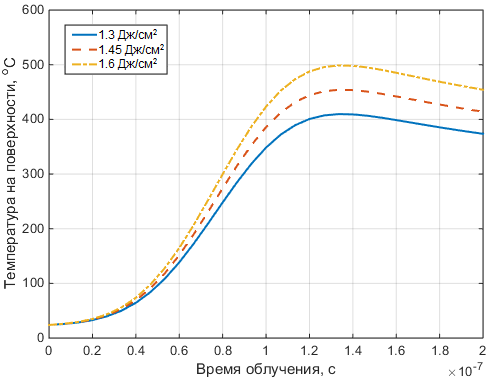 600
500
400
300
200
100
0
Температура на поверхности, °C
1.3 Дж/см²
1.45 Дж/см²
1.6 Дж/см²
0 0.2 0.4 0.6 0.8 1 1.2 1.4 1.6 1.8 2
Время облучения, с
×10⁻⁷